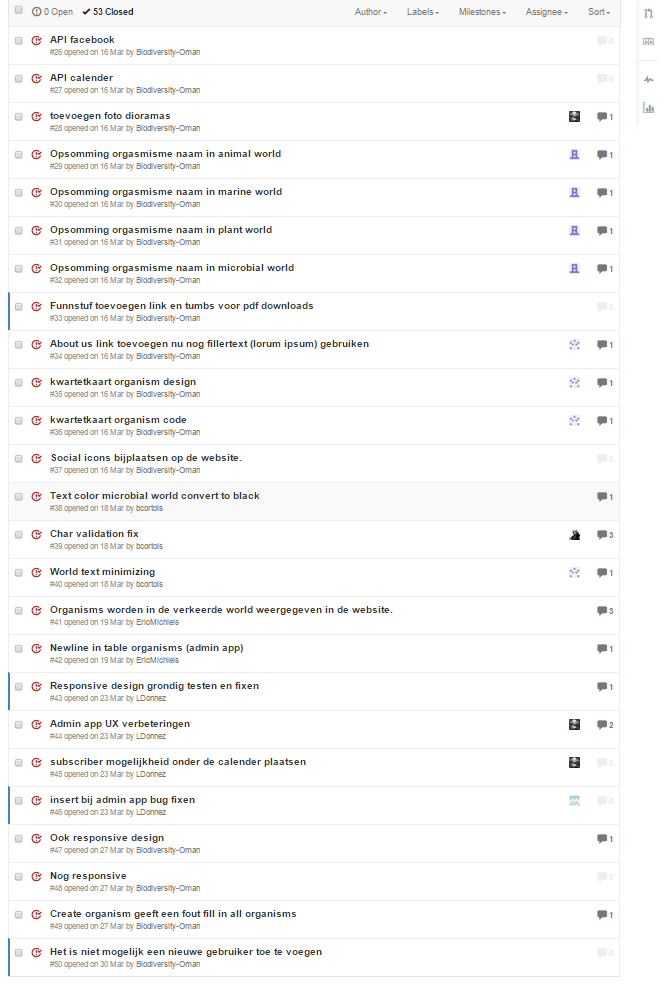 0 Open 53 Closed Author Labels Milestones Assignee Sort
API facebook 0
#26 opened on 16 Mar by Biodiversity-Oman
API calender 0
#27 opened on 16 Mar by Biodiversity-Oman
toevoegen foto dioramas 1
#28 opened on 16 Mar by Biodiversity-Oman
Opsomming orgasmisme naam in animal world 1
#29 opened on 16 Mar by Biodiversity-Oman
Opsomming orgasmisme naam in marine world 1
#30 opened on 16 Mar by Biodiversity-Oman
Opsomming orgasmisme naam in plant world 1
#31 opened on 16 Mar by Biodiversity-Oman
Opsomming orgasmisme naam in microbial world 1
#32 opened on 16 Mar by Biodiversity-Oman
Funnstuf toevoegen link en tumbs voor pdf downloads 0
#33 opened on 16 Mar by Biodiversity-Oman
About us link toevoegen nu nog fillertext (lorum ipsum) gebruiken 1
#34 opened on 16 Mar by Biodiversity-Oman
kwartetkaart organism design 1
#35 opened on 16 Mar by Biodiversity-Oman
kwartetkaart organism code 1
#36 opened on 16 Mar by Biodiversity-Oman
Social icons bijplaatsen op de website. 0
#37 opened on 16 Mar by Biodiversity-Oman
Text color microbial world convert to black 1
#38 opened on 18 Mar by bcortois
Char validation fix 3
#39 opened on 18 Mar by bcortois
World text minimizing 1
#40 opened on 18 Mar by bcortois
Organisms worden in de verkeerde world weergegeven in de website. 3
#41 opened on 19 Mar by EricMichiels
Newline in table organisms (admin app) 1
#42 opened on 19 Mar by EricMichiels
Responsive design grondig testen en fixen 1
#43 opened on 23 Mar by LDonnez
Admin app UX verbeteringen 2
#44 opened on 23 Mar by LDonnez
subscriber mogelijkheid onder de calender plaatsen 0
#45 opened on 23 Mar by LDonnez
insert bij admin app bug fixen 0
#46 opened on 23 Mar by LDonnez
Ook responsive design 1
#47 opened on 27 Mar by Biodiversity-Oman
Nog responsive 0
#48 opened on 27 Mar by Biodiversity-Oman
Create organism geeft een fout fill in all organisms 1
#49 opened on 27 Mar by Biodiversity-Oman
Het is niet mogelijk een nieuwe gebruiker toe te voegen 0
#50 opened on 30 Mar by Biodiversity-Oman